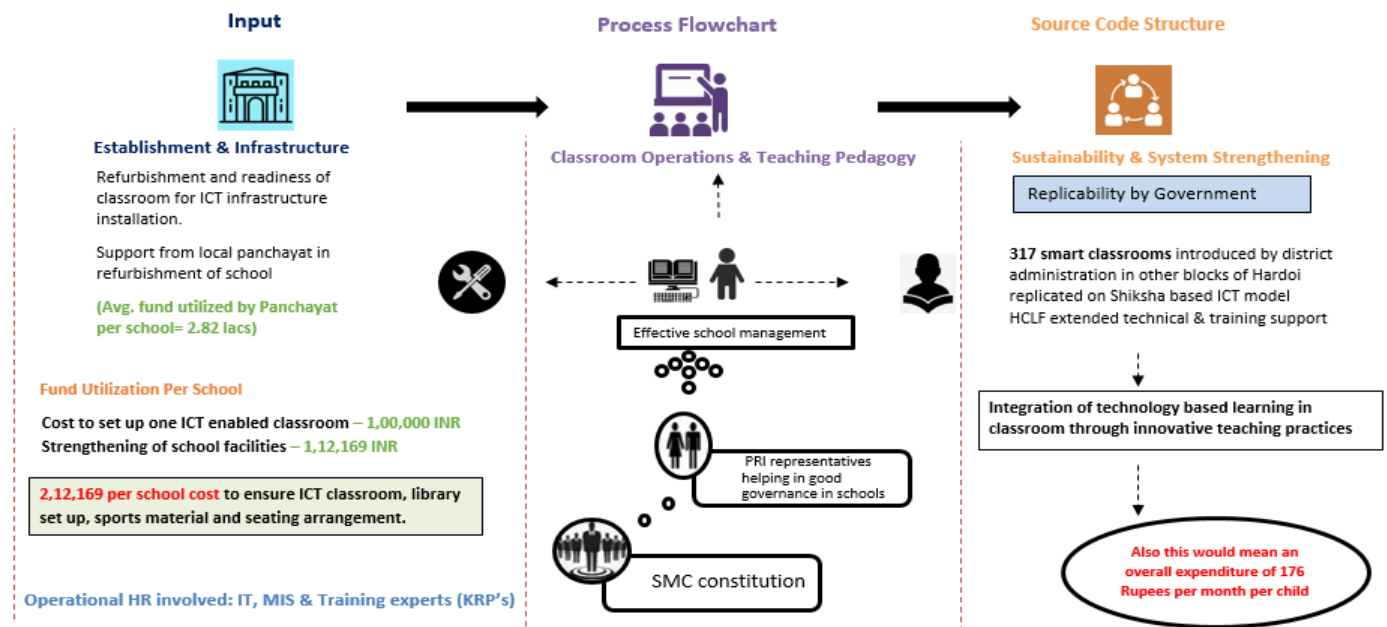 Input
Establishment & Infrastructure
Refurbishment and readiness of
classroom for ICT infrastructure
installation.
Support from local panchayat in
refurbishment of school
(Avg. fund utilized by Panchayat
per school= 2.82 lacs)
Fund Utilization Per School
Cost to set up one ICT enabled classroom – 1,00,000 INR
Strengthening of school facilities – 1,12,169 INR
2,12,169 per school cost to ensure ICT classroom, library
set up, sports material and seating arrangement.
Operational HR involved: IT, MIS & Training experts (KRP's)
Process Flowchart
Classroom Operations & Teaching Pedagogy
Effective school management
PRI representatives
helping in good
governance in schools
SMC constitution
Source Code Structure
Sustainability & System Strengthening
Replicability by Government
317 smart classrooms introduced by district
administration in other blocks of Hardoi
replicated on Shiksha based ICT model
HCLF extended technical & training support
Integration of technology based learning in
classroom through innovative teaching practices
Also this would mean an
overall expenditure of 176
Rupees per month per child